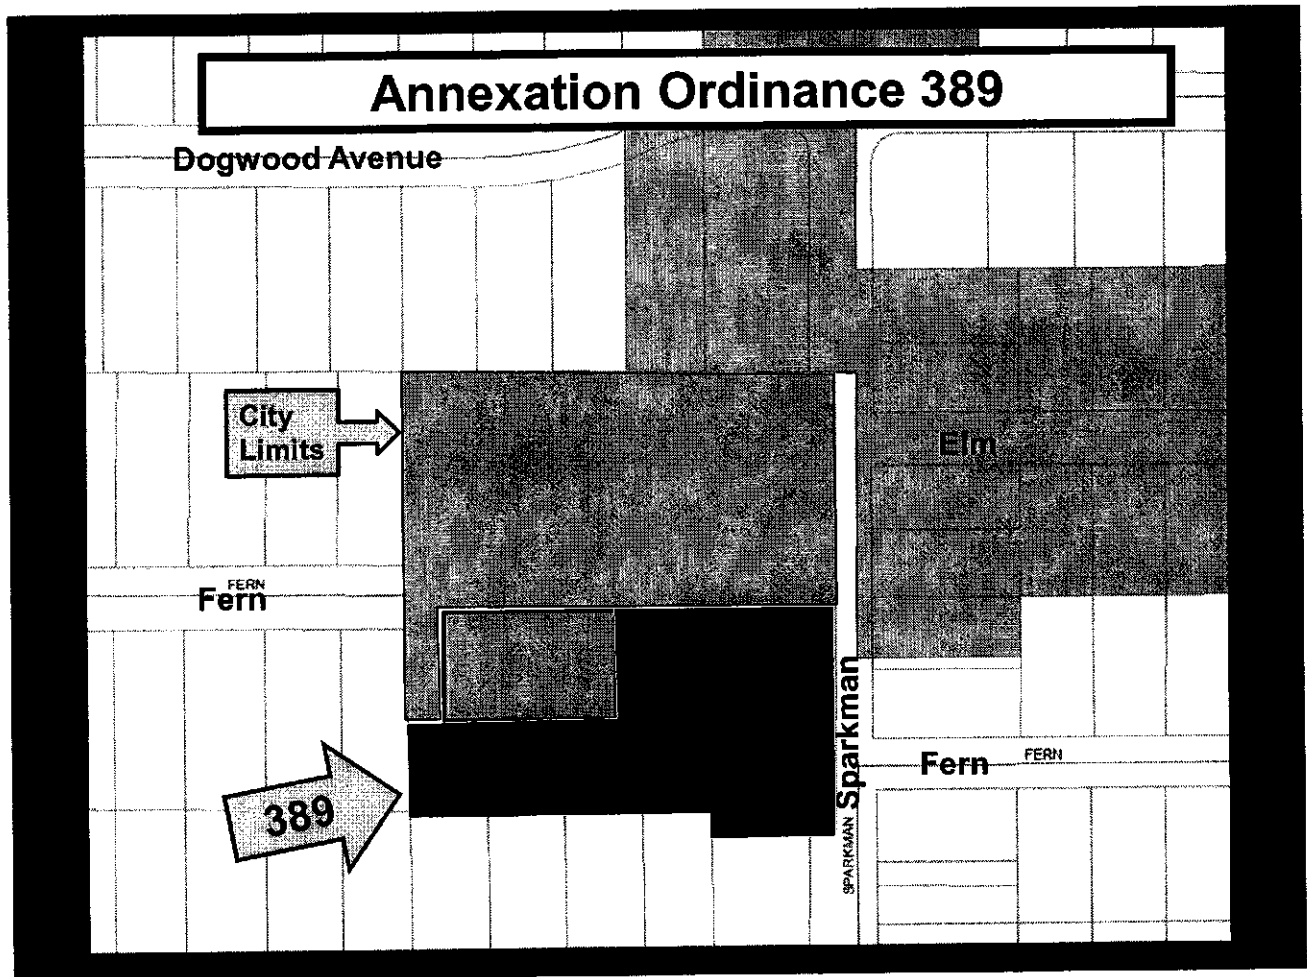 Annexation Ordinance 389
Dogwood Avenue
City
Limits
Elm
FERN
Fern
Sparkman
Fern
FERN
389
SPARKMAN